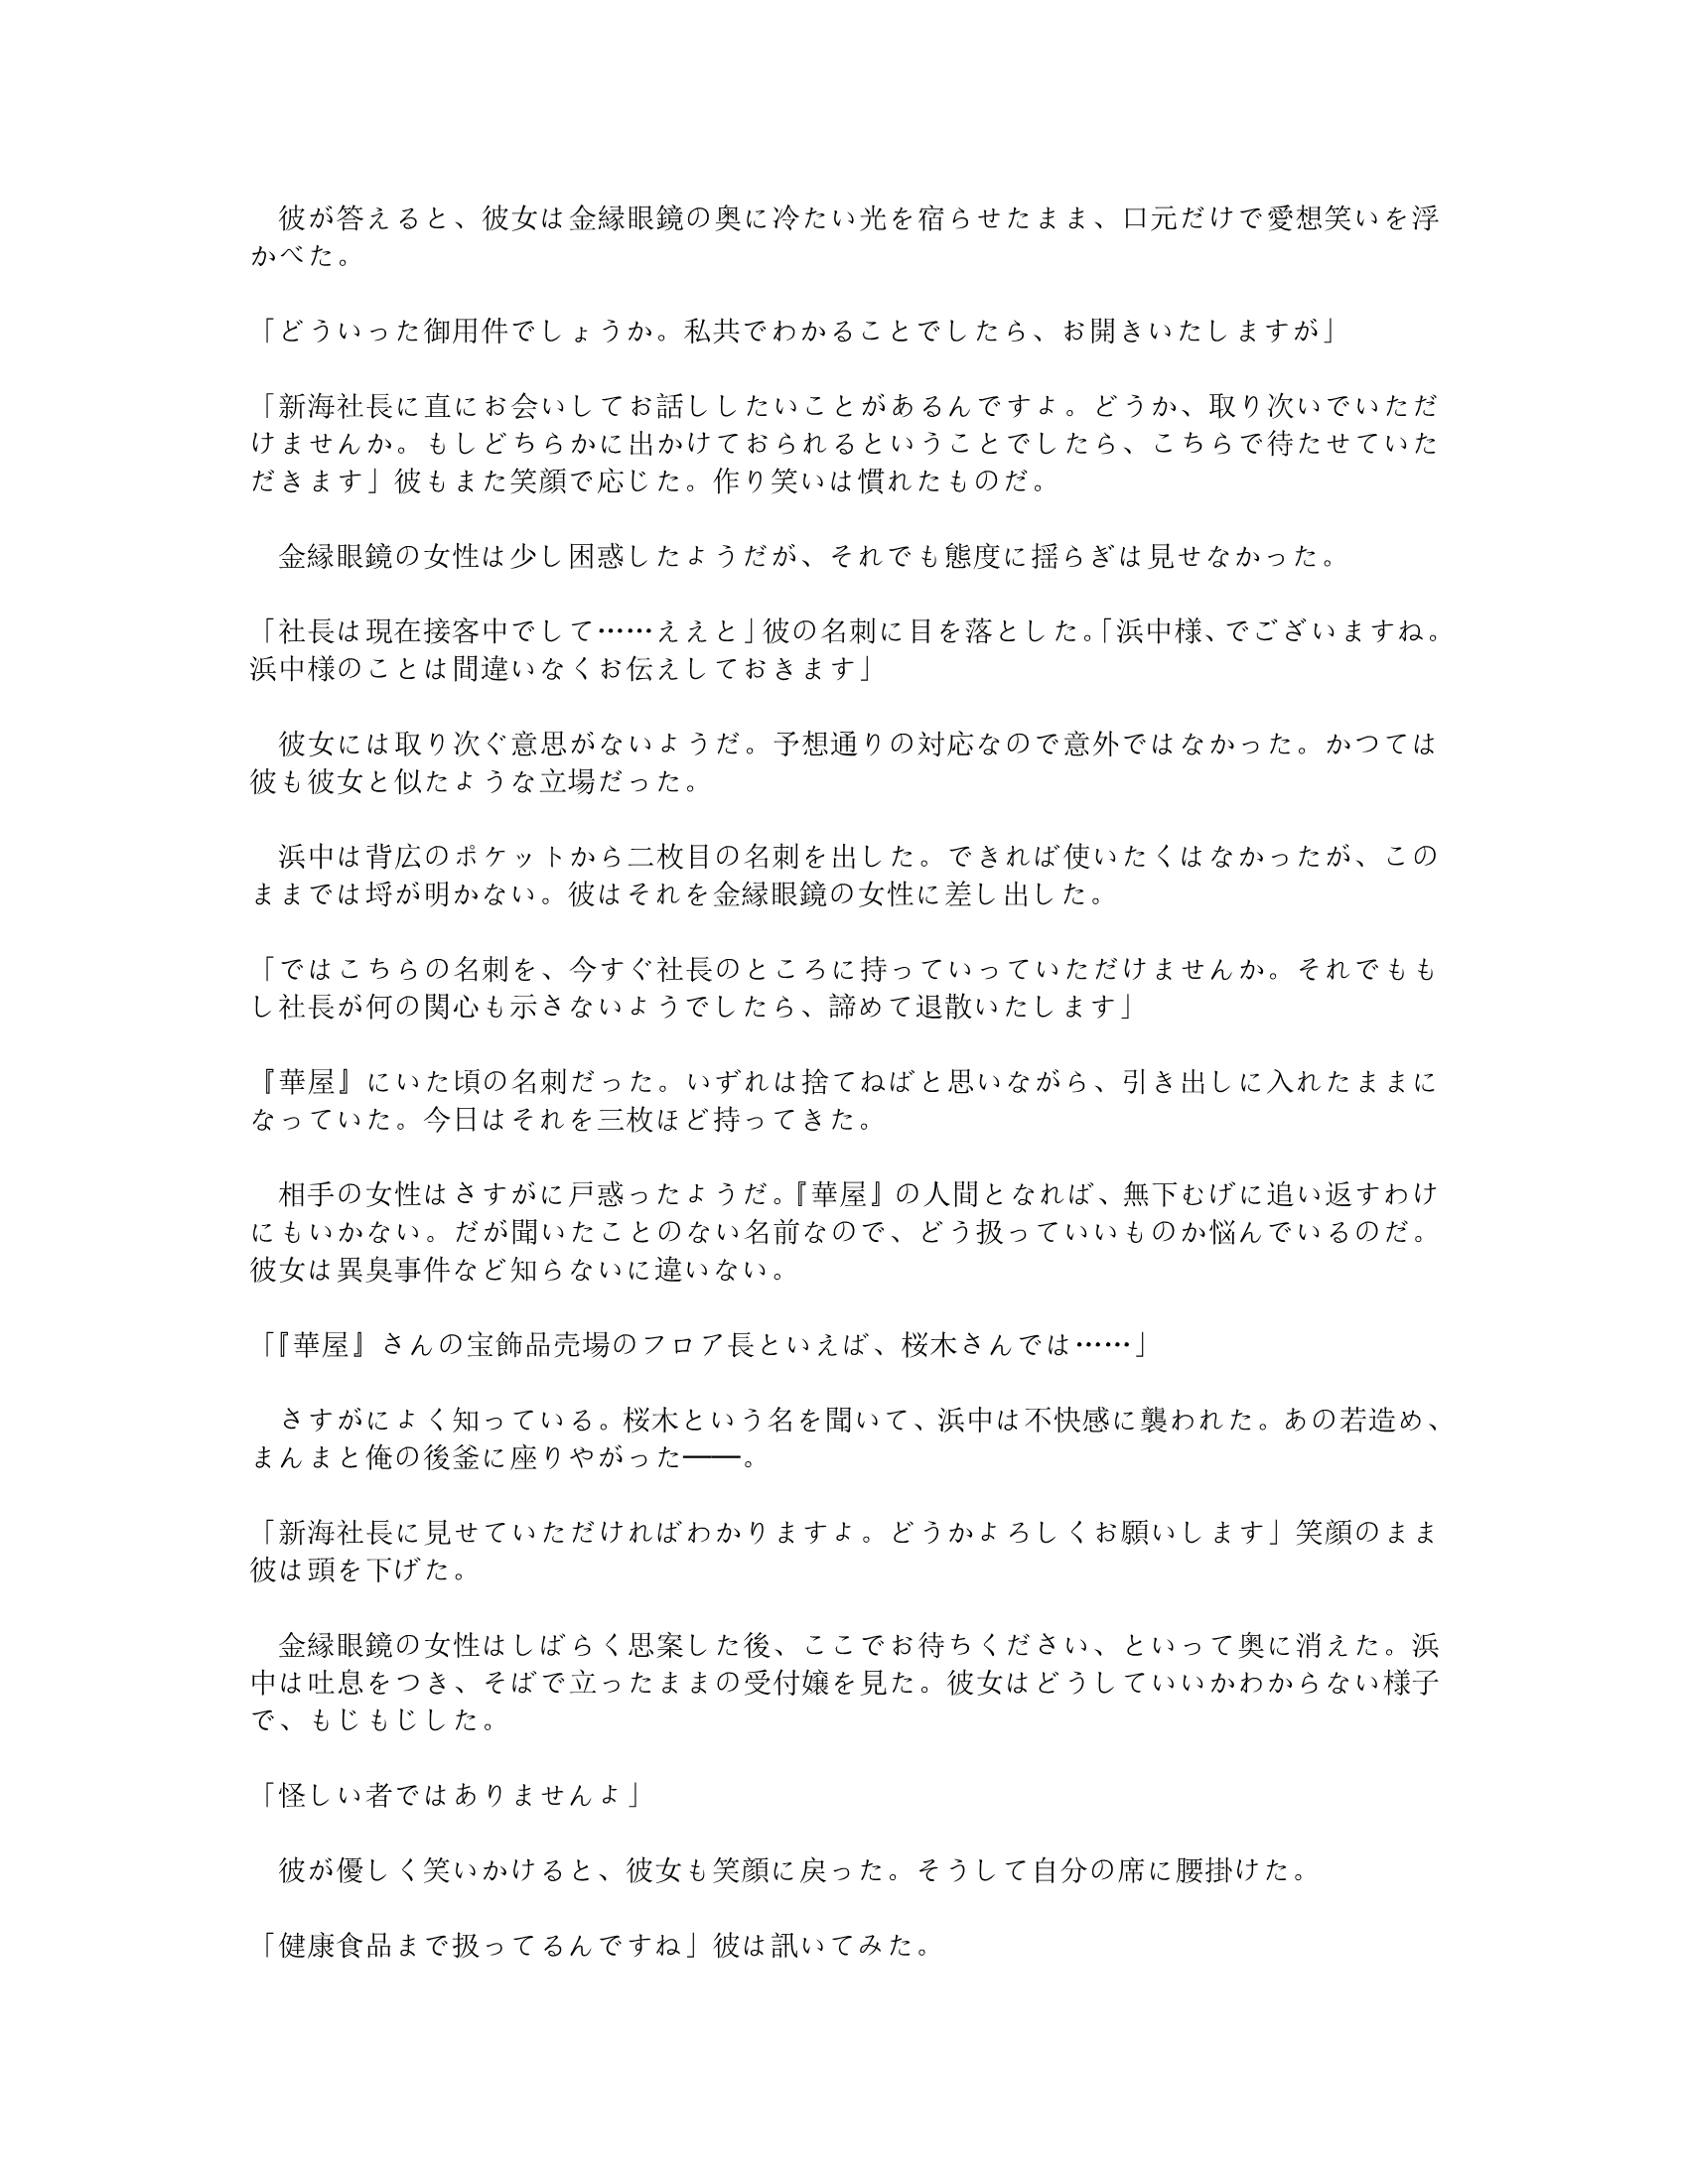 彼が答えると、彼女は金縁眼鏡の奥に冷たい光を宿らせたまま、口元だけで愛想笑いを浮
かべた。
「どういった御用件でしょうか。私共でわかることでしたら、お開きいたしますが」
「新海社長に直にお会いしてお話ししたいことがあるんですよ。どうか、取り次いでいただ
けませんか。もしどちらかに出かけておられるということでしたら、こちらで待たせていた
だきます」彼もまた笑顔で応じた。作り笑いは慣れたものだ。
金縁眼鏡の女性は少し困惑したようだが、それでも態度に揺らぎは見せなかった。
「社長は現在接客中でして……ええと」彼の名刺に目を落とした。「浜中様、でございますね。
浜中様のことは間違いなくお伝えしておきます」
彼女には取り次ぐ意思がないようだ。予想通りの対応なので意外ではなかった。かつては
彼も彼女と似たような立場だった。
浜中は背広のポケットから二枚目の名刺を出した。できれば使いたくはなかったが、この
ままでは埒が明かない。彼はそれを金縁眼鏡の女性に差し出した。
「ではこちらの名刺を、今すぐ社長のところに持っていっていただけませんか。それでもも
し社長が何の関心も示さないようでしたら、諦めて退散いたします」
『華屋』にいた頃の名刺だった。いずれは捨てねばと思いながら、引き出しに入れたままに
なっていた。今日はそれを三枚ほど持ってきた。
相手の女性はさすがに戸惑ったようだ。『華屋』の人間となれば、無下むげに追い返すわけ
にもいかない。だが聞いたことのない名前なので、どう扱っていいものか悩んでいるのだ。
彼女は異臭事件など知らないに違いない。
「『華屋』さんの宝飾品売場のフロア長といえば、桜木さんでは……」
さすがによく知っている。桜木という名を聞いて、浜中は不快感に襲われた。あの若造め、
まんまと俺の後釜に座りやがった――。
「新海社長に見せていただければわかりますよ。どうかよろしくお願いします」笑顔のまま
彼は頭を下げた。
金縁眼鏡の女性はしばらく思案した後、ここでお待ちください、といって奥に消えた。浜
中は吐息をつき、そばで立ったままの受付嬢を見た。彼女はどうしていいかわからない様子
で、もじもじした。
「怪しい者ではありませんよ」
彼が優しく笑いかけると、彼女も笑顔に戻った。そうして自分の席に腰掛けた。
「健康食品まで扱ってるんですね」彼は訊いてみた。